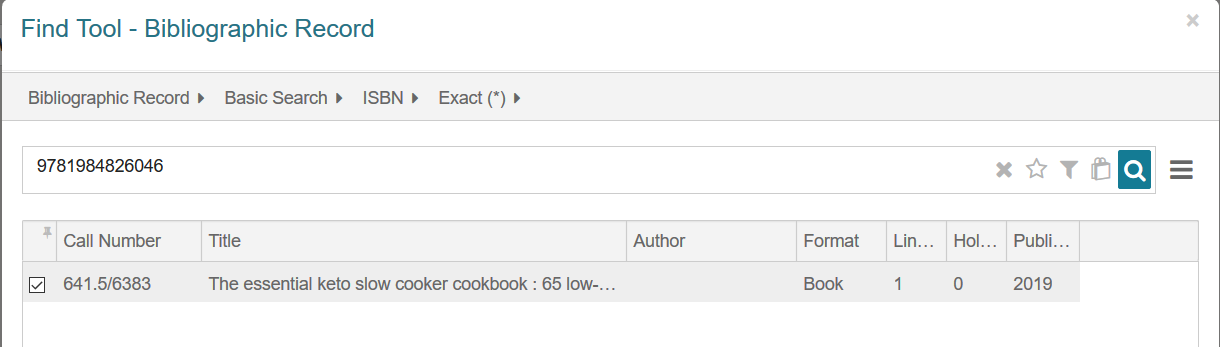 Find Tool - Bibliographic Record
Bibliographic Record Basic Search ISBN Exact (*)
9781984826046
Call Number Title Author Format Lin… Hol… Publi…
641.5/6383 The essential keto slow cooker cookbook : 65 low-… Book 1 0 2019